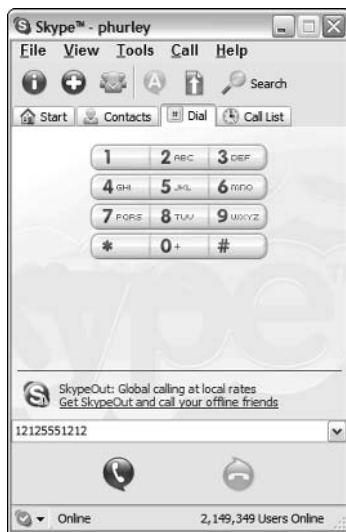 Skype™ - phurley
File View Tools Call Help
Search
Start Contacts Dial Call List
1 2 ABC 3 DEF
4 GHI 5 JKL 6 MNO
7 PQRS 8 TUV 9 WXYZ
* 0+ #
SkypeOut: Global calling at local rates
Get SkypeOut and call your offline friends
12125551212
Online 2,149,349 Users Online